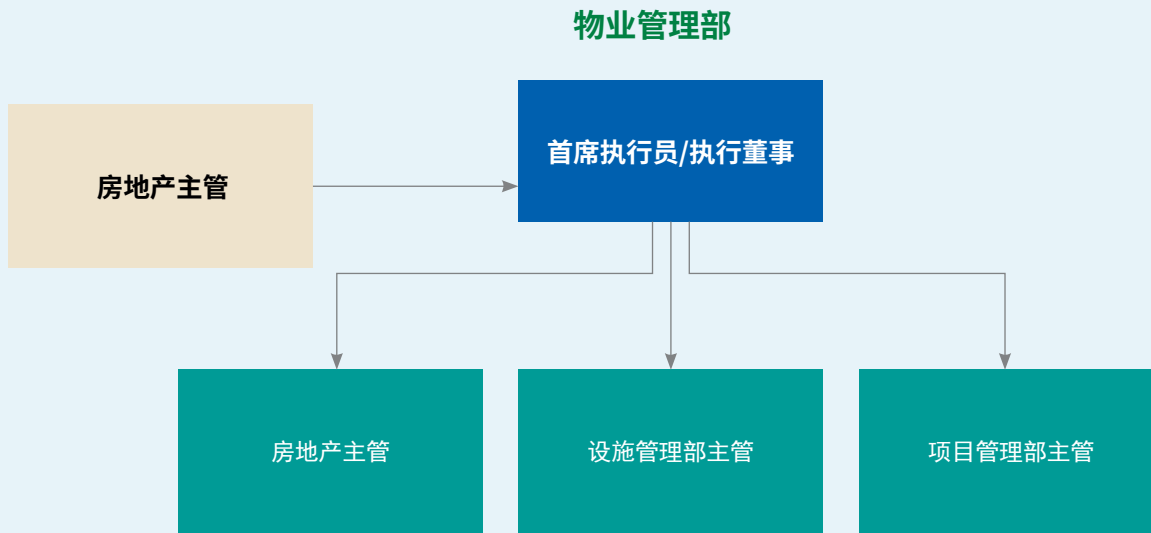 物业管理部
首席执行员/执行董事
房地产主管
房地产主管
设施管理部主管
项目管理部主管